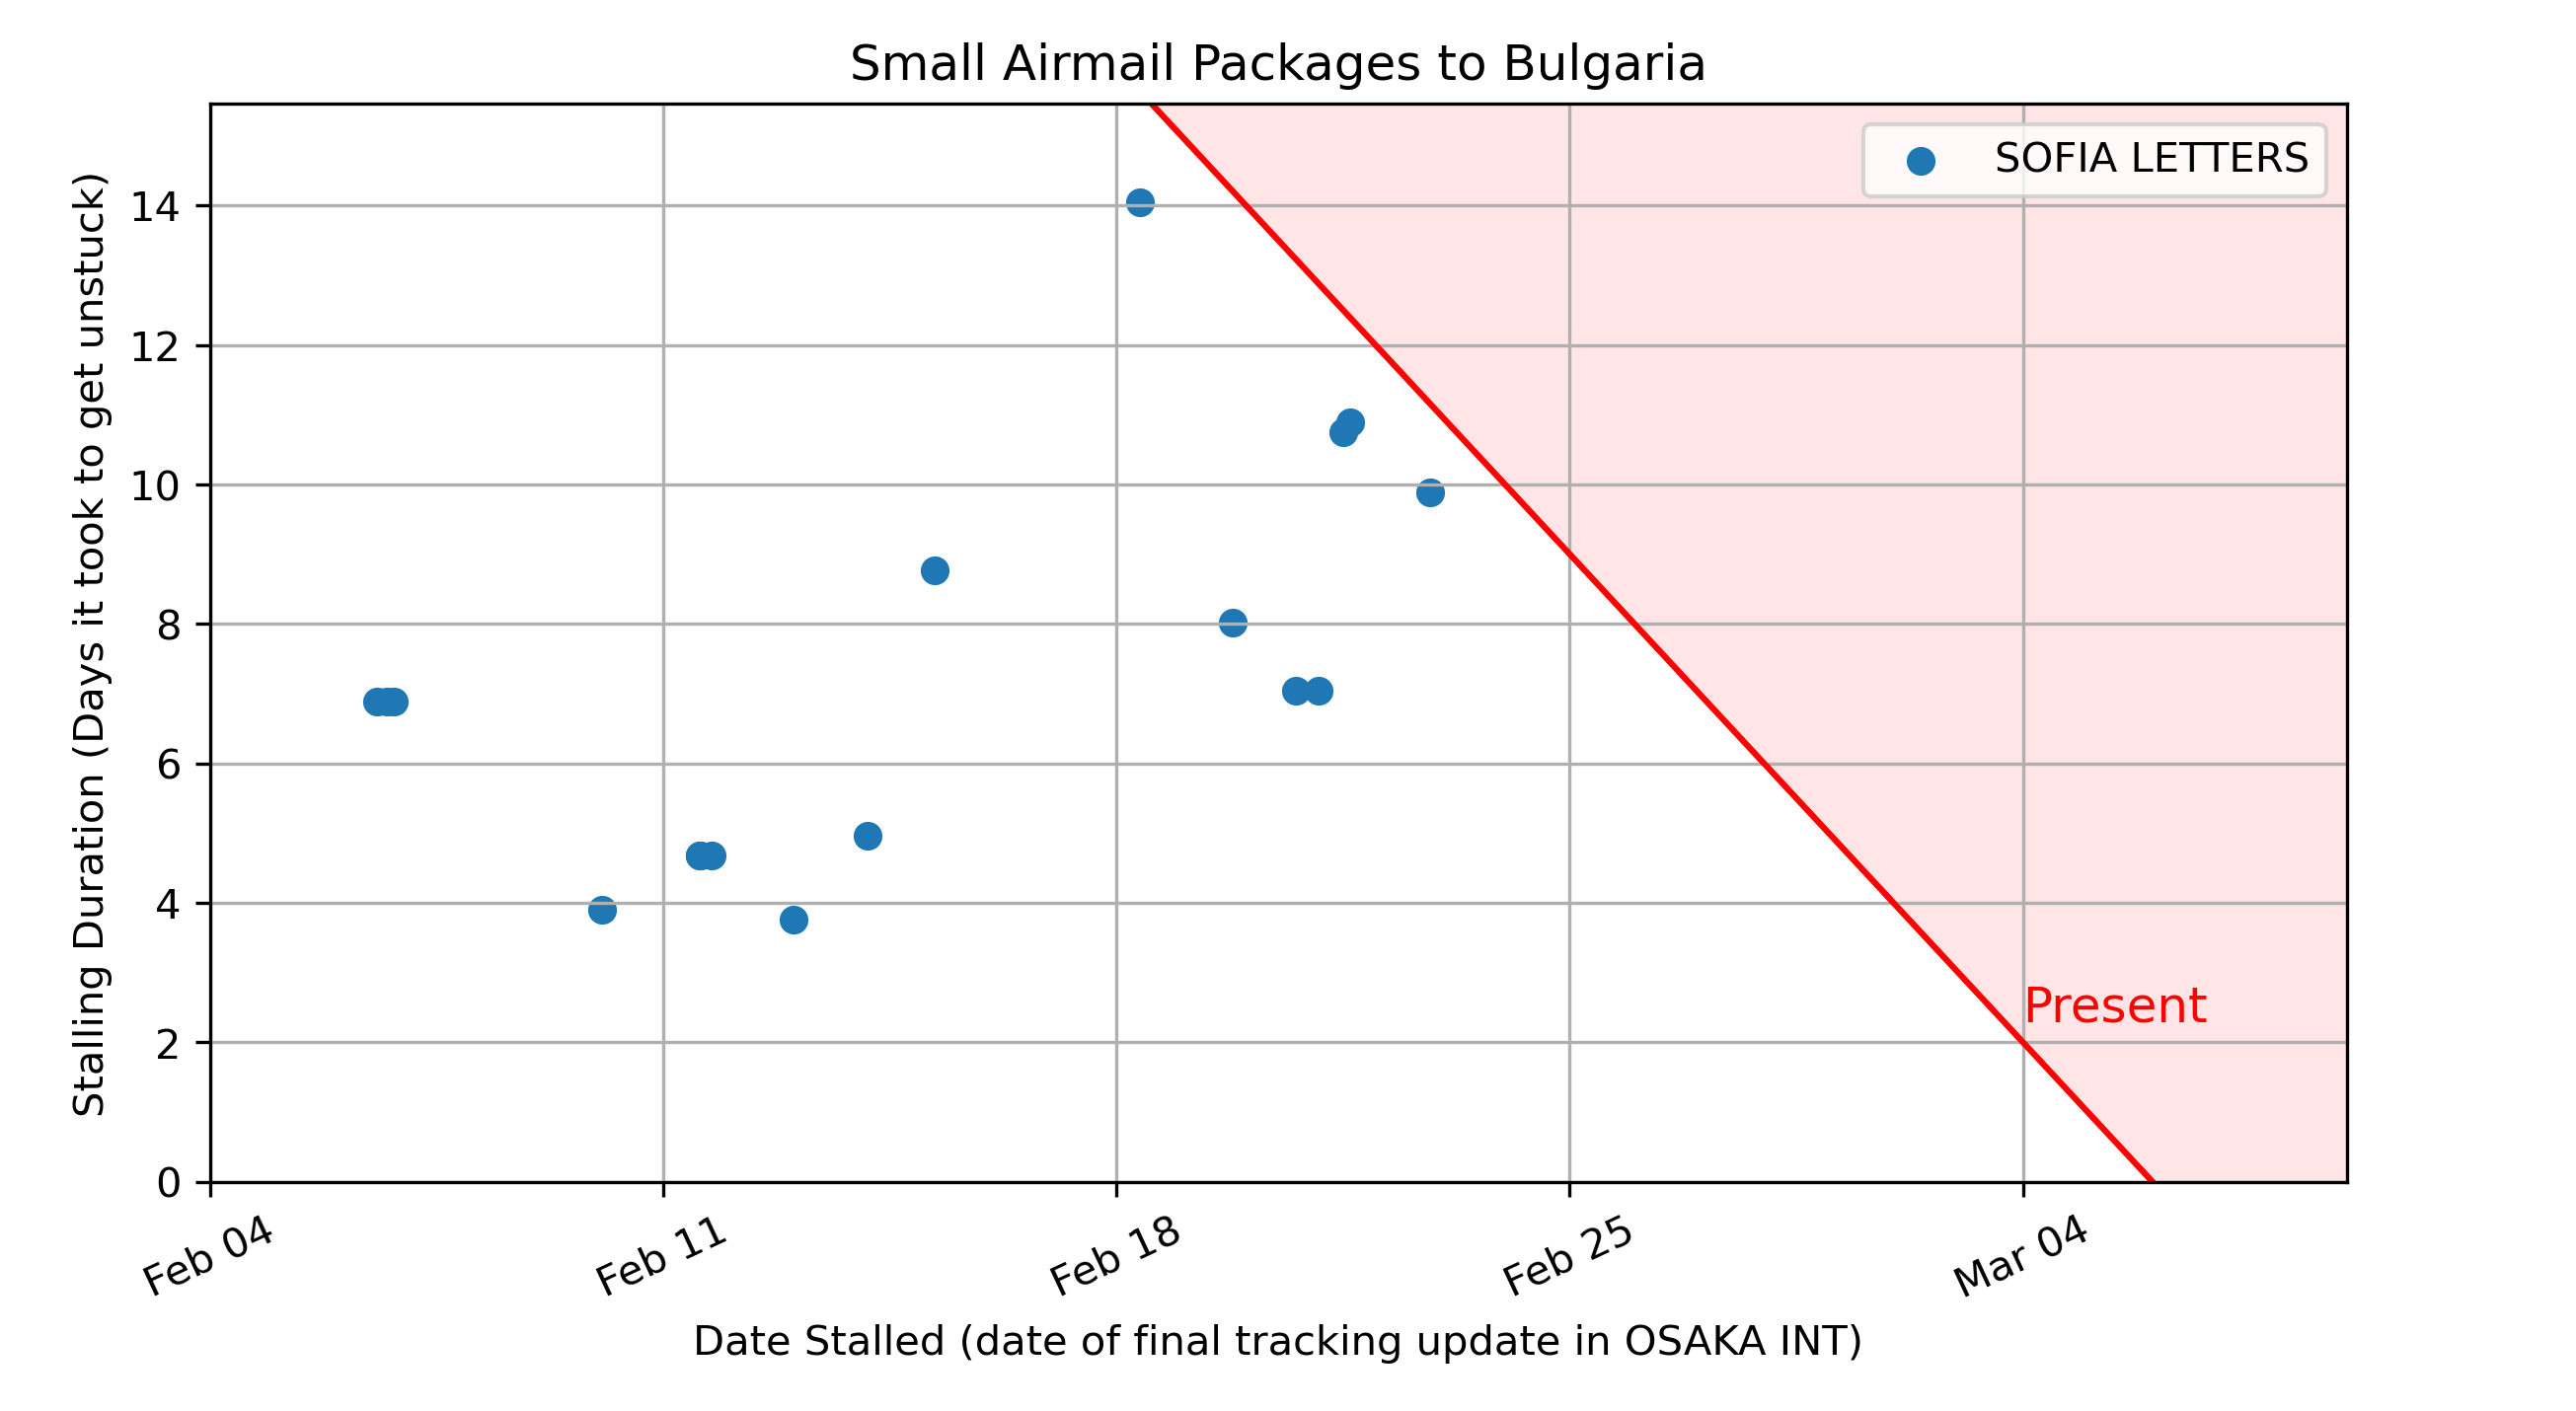 Small Airmail Packages to Bulgaria
SOFIA LETTERS
Stalling Duration (Days it took to get unstuck)
14
12
10
8
6
4
2
0
Present
Feb 04
Feb 11
Feb 18
Feb 25
Mar 04
Date Stalled (date of final tracking update in OSAKA INT)